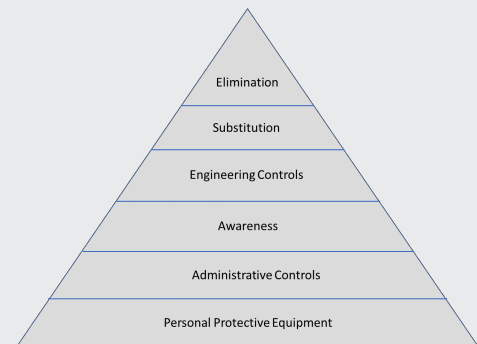 Elimination
Substitution
Engineering Controls
Awareness
Administrative Controls
Personal Protective Equipment